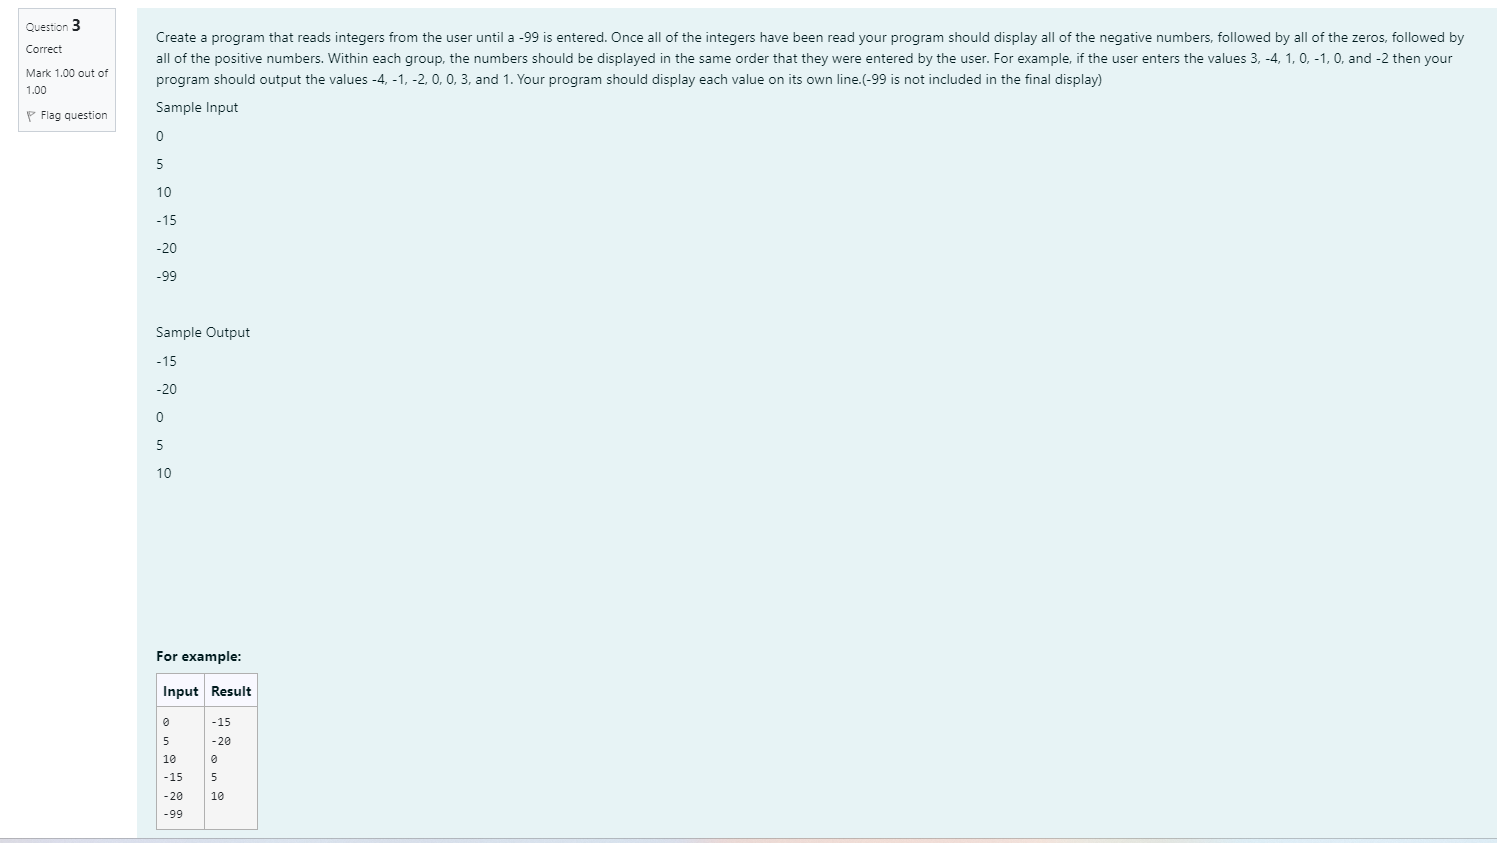 Question 3
Correct
Mark 1.00 out of
1.00
Flag question
Create a program that reads integers from the user until a -99 is entered. Once all of the integers have been read your program should display all of the negative numbers, followed by all of the zeros, followed by
all of the positive numbers. Within each group, the numbers should be displayed in the same order that they were entered by the user. For example, if the user enters the values 3, -4, 1, 0, -1, 0, and -2 then your
program should output the values -4, -1, -2, 0, 0, 3, and 1. Your program should display each value on its own line.(-99 is not included in the final display)
Sample Input
0
5
10
-15
-20
-99
Sample Output
-15
-20
0
5
10
For example:
Input Result
0 -15
5 -20
10 0
-15 5
-20 10
-99